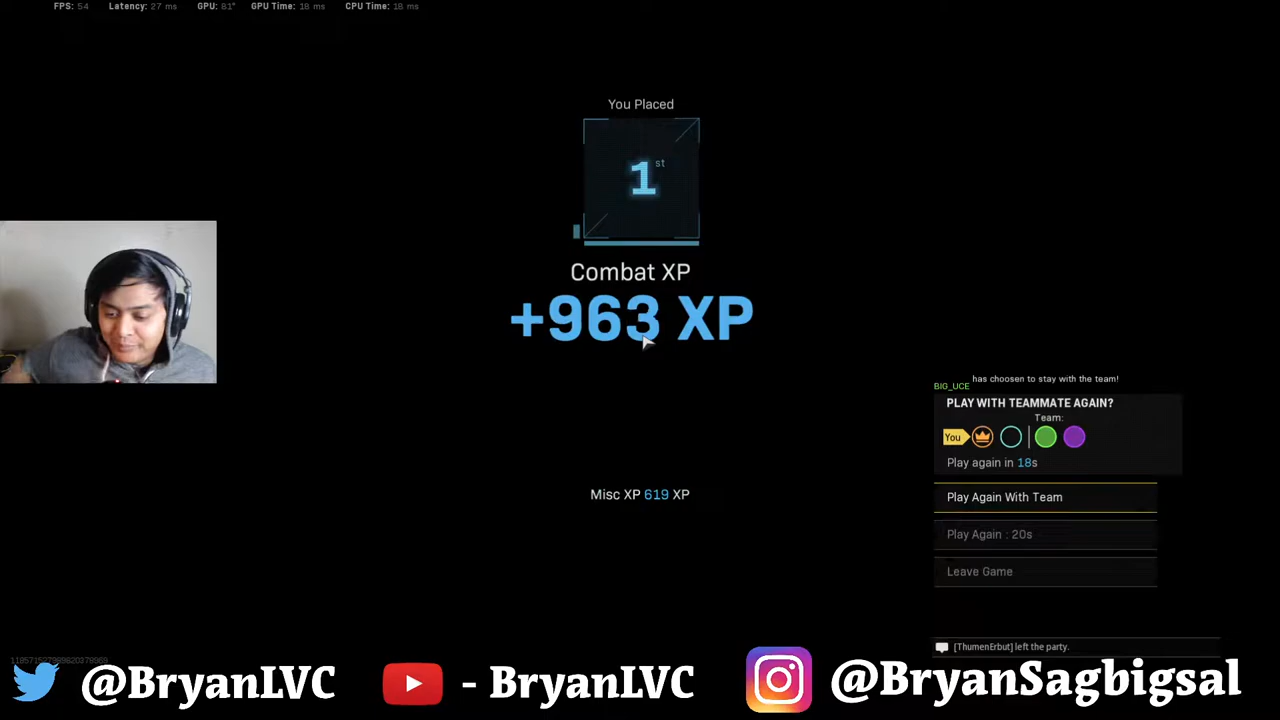 FPS: 54 Latency: 27 ms GPU: 81° GPU Time: 18 ms CPU Time: 18 ms
You Placed
1st
Combat XP
+963 XP
Misc XP 619 XP
BIG_UCE has choosen to stay with the team!
PLAY WITH TEAMMATE AGAIN?
Team:
You
Play again in 18s
Play Again With Team
Play Again : 20s
Leave Game
[ThumenErbut] left the party.
@BryanLVC - BryanLVC @BryanSagbigsal